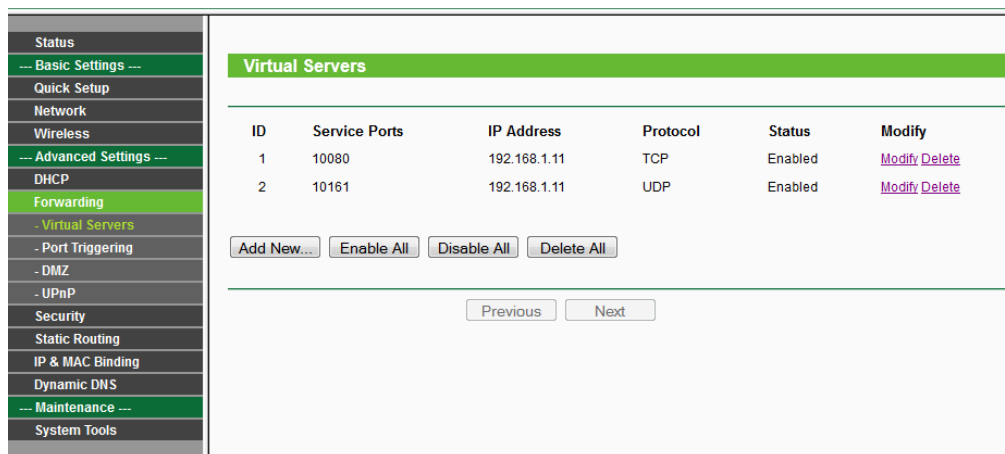 Status
--- Basic Settings ---
Quick Setup
Network
Wireless
--- Advanced Settings ---
DHCP
Forwarding
- Virtual Servers
- Port Triggering
- DMZ
- UPnP
Security
Static Routing
IP & MAC Binding
Dynamic DNS
--- Maintenance ---
System Tools
Virtual Servers
ID Service Ports IP Address Protocol Status Modify
1 10080 192.168.1.11 TCP Enabled Modify Delete
2 10161 192.168.1.11 UDP Enabled Modify Delete
Add New... Enable All Disable All Delete All
Previous Next